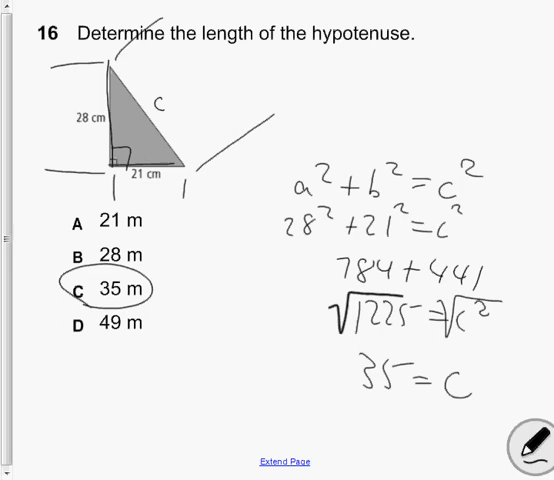 16 Determine the length of the hypotenuse.
28 cm
c
21 cm
A 21 m
B 28 m
C 35 m
D 49 m
a² + b² = c²
28² + 21² = c²
784 + 441
√1225 = √c²
35 = c
Extend Page